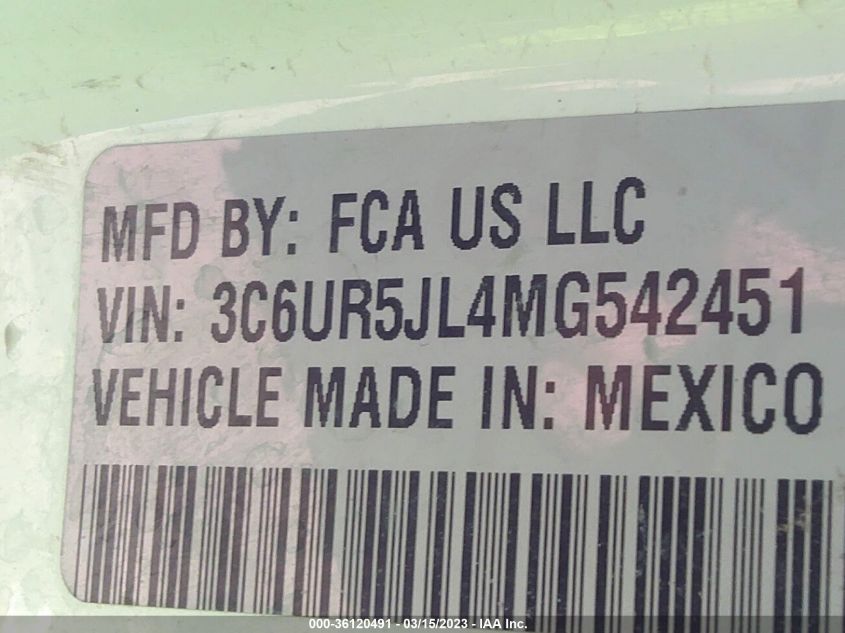 MFD BY: FCA US LLC
VIN: 3C6UR5JL4MG542451
VEHICLE MADE IN: MEXICO
000-36120491 - 03/15/2023 - IAA Inc.